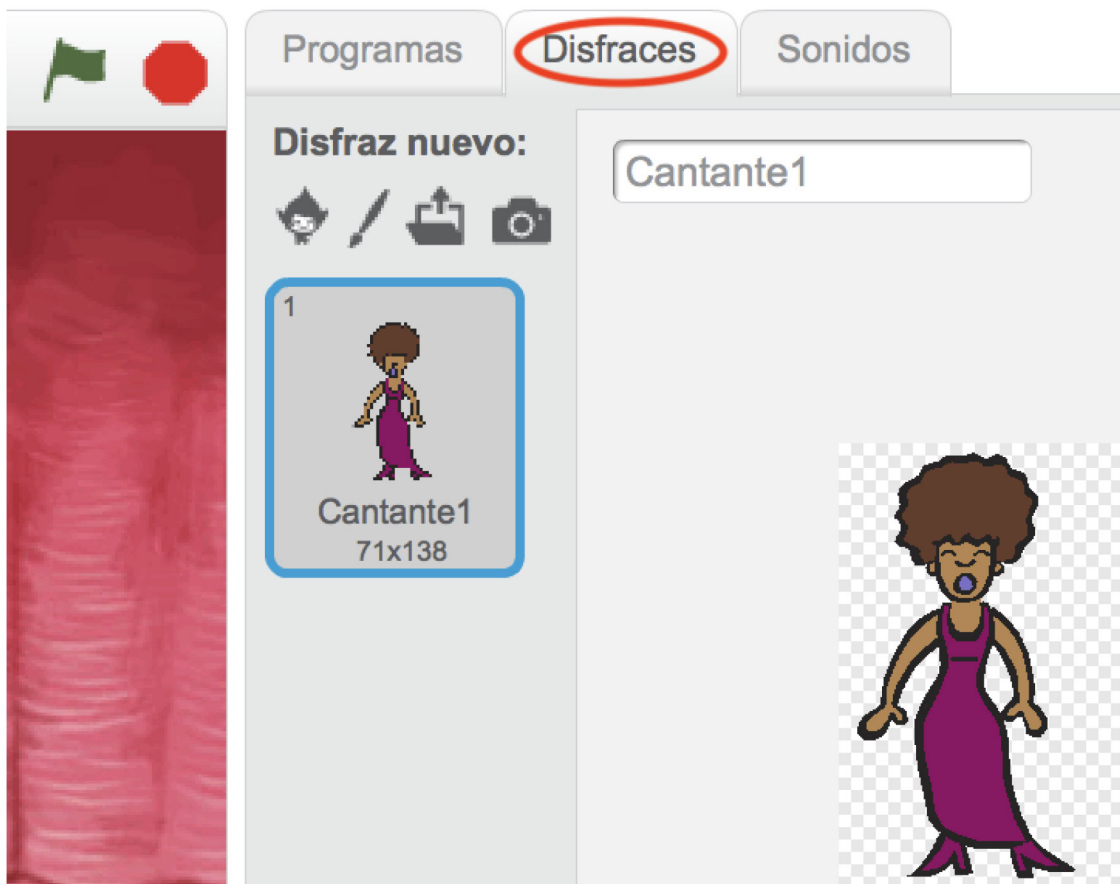 Programas
Disfraces
Sonidos
Disfraz nuevo:
Cantante1
1
Cantante1
71x138